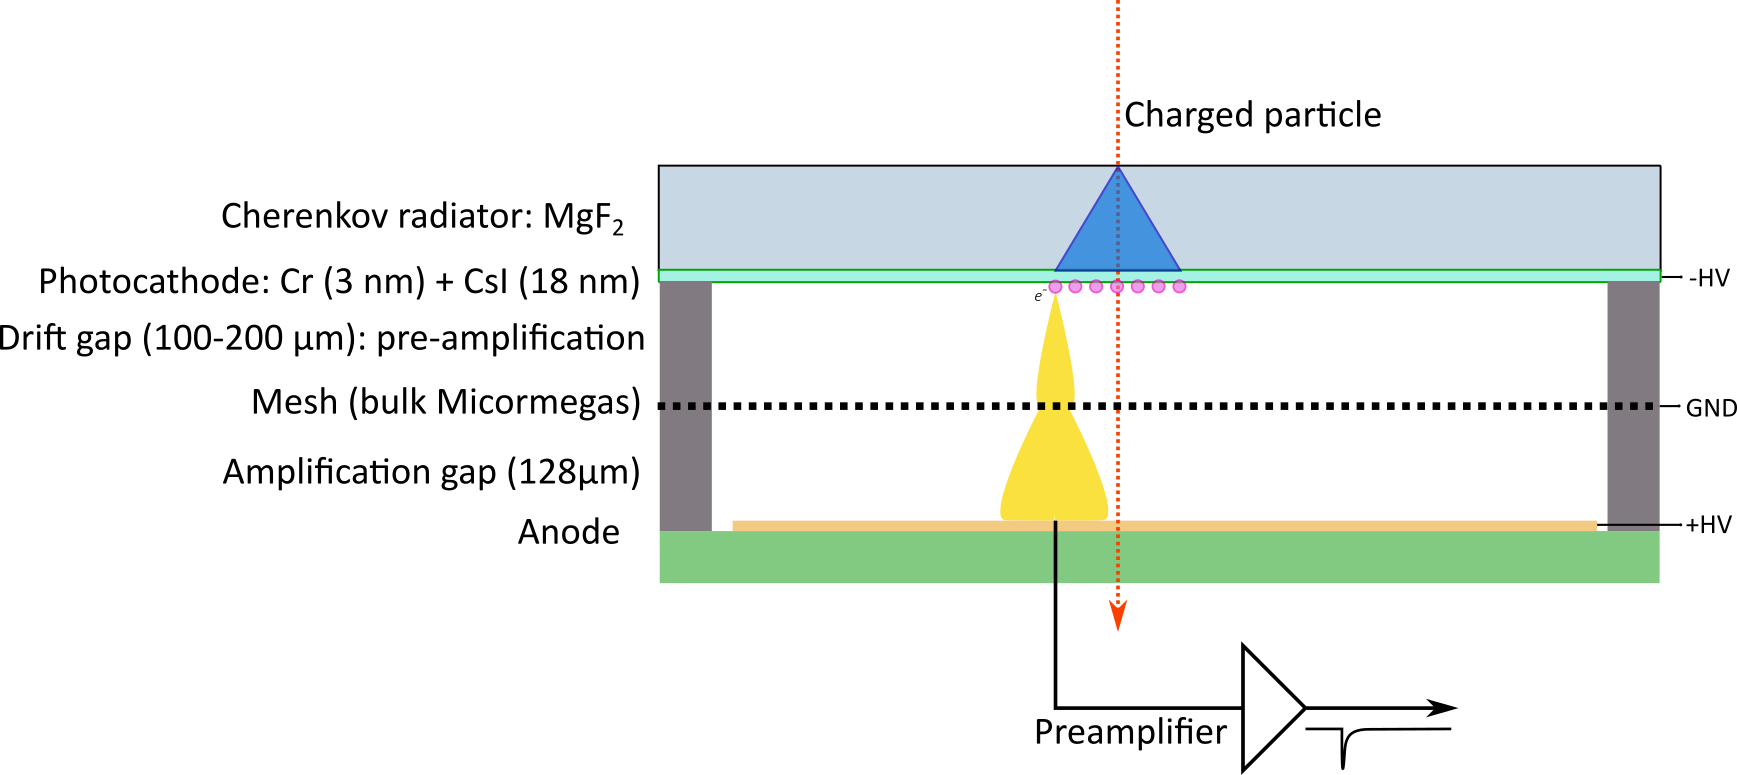 Charged particle
Cherenkov radiator: MgF₂
Photocathode: Cr (3 nm) + CsI (18 nm)
-HV
e⁻
Drift gap (100-200 µm): pre-amplification
Mesh (bulk Micormegas)
GND
Amplification gap (128µm)
Anode
+HV
Preamplifier